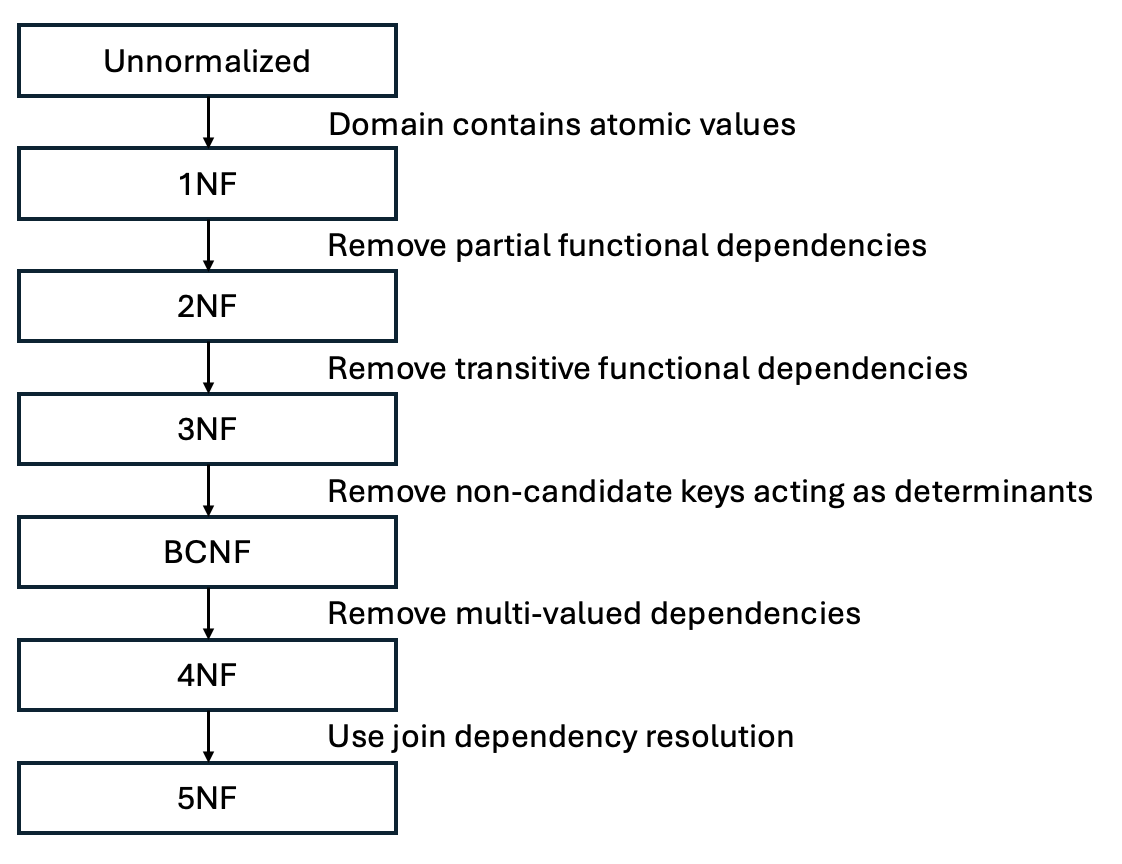 Unnormalized
Domain contains atomic values
1NF
Remove partial functional dependencies
2NF
Remove transitive functional dependencies
3NF
Remove non-candidate keys acting as determinants
BCNF
Remove multi-valued dependencies
4NF
Use join dependency resolution
5NF